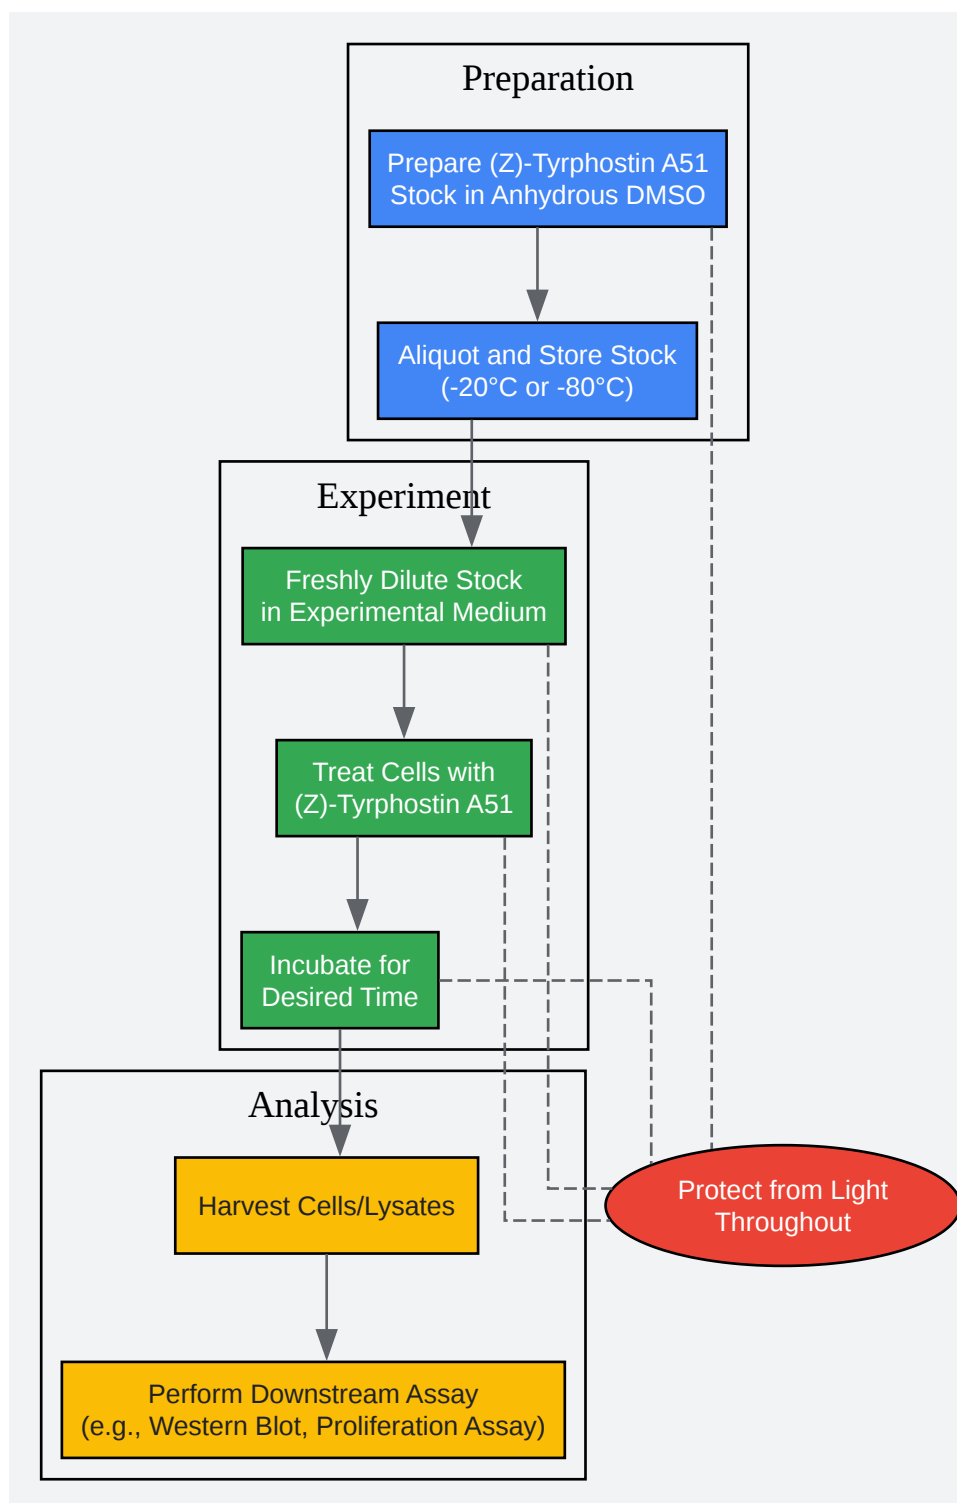 Preparation
Prepare (Z)-Tyrphostin A51
Stock in Anhydrous DMSO
Aliquot and Store Stock
(-20°C or -80°C)
Experiment
Freshly Dilute Stock
in Experimental Medium
Treat Cells with
(Z)-Tyrphostin A51
Incubate for
Desired Time
Analysis
Harvest Cells/Lysates
Protect from Light
Throughout
Perform Downstream Assay
(e.g., Western Blot, Proliferation Assay)